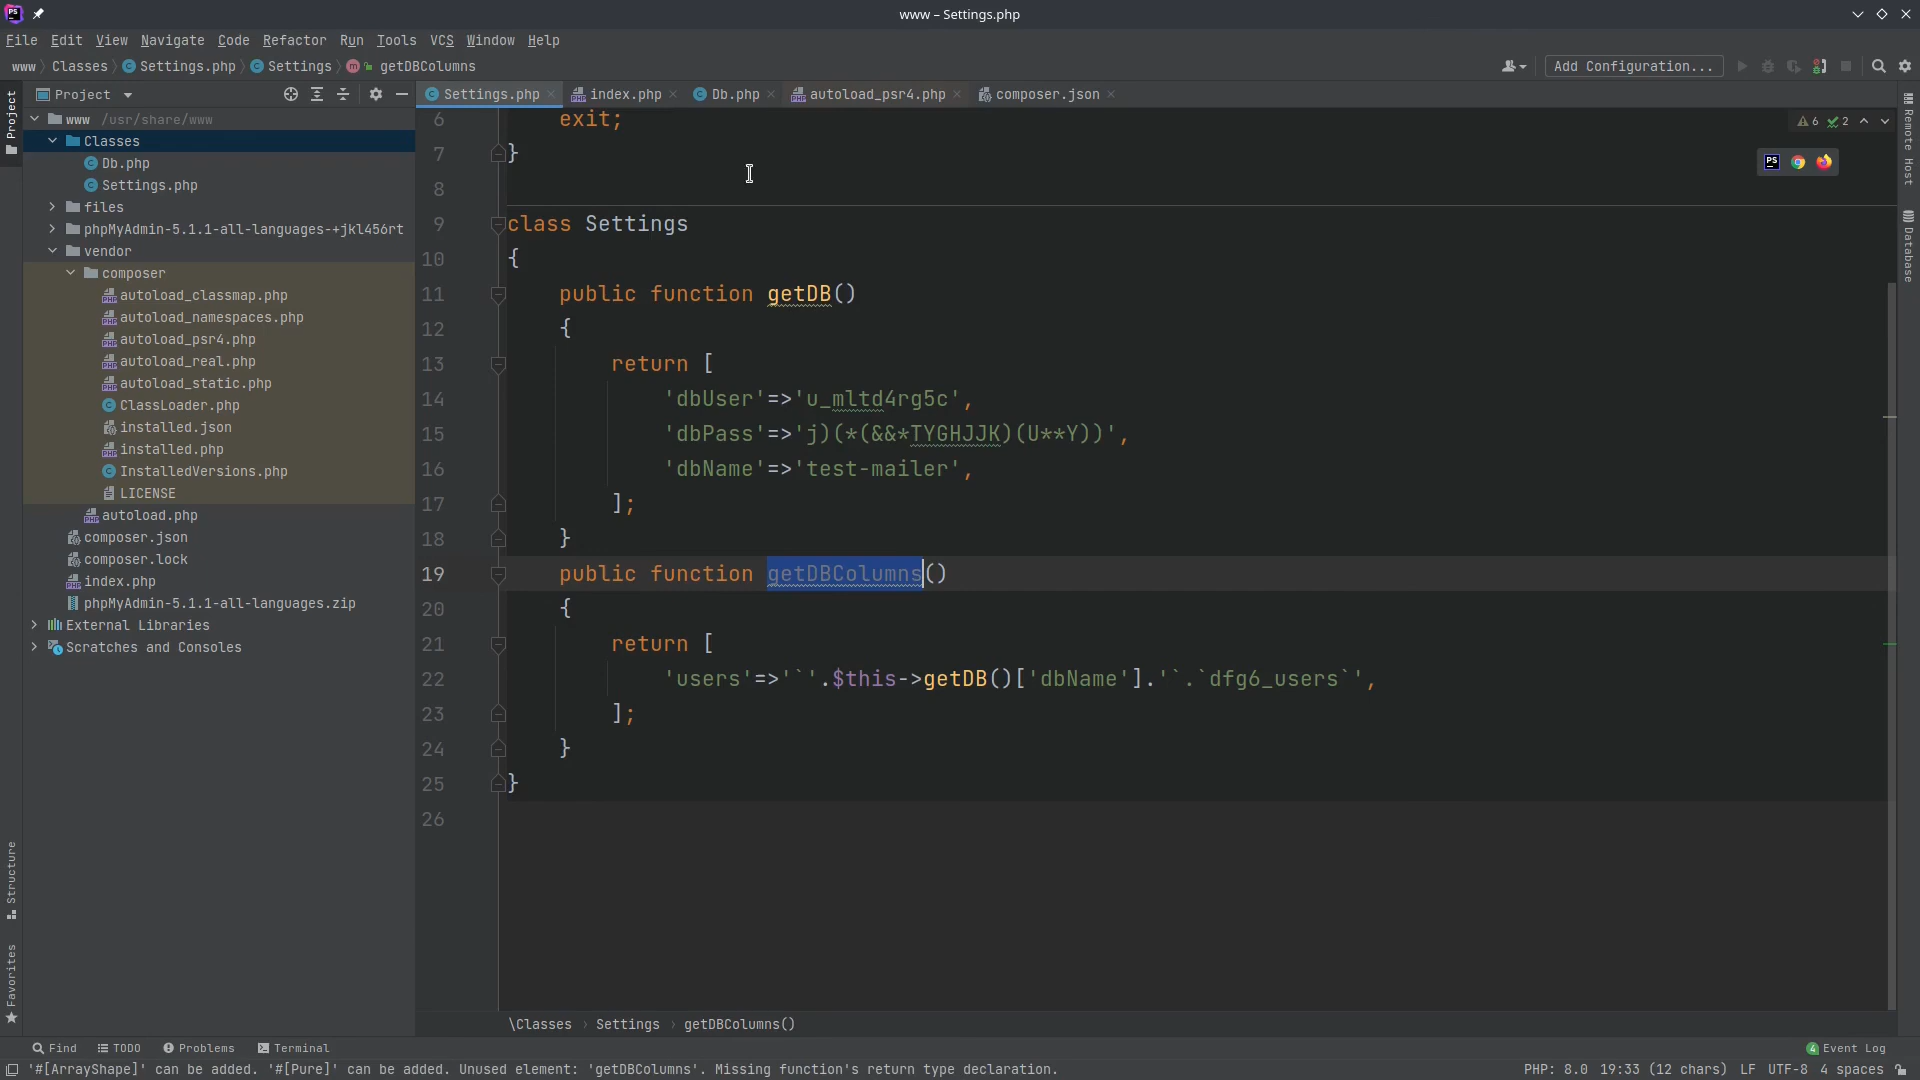 www – Settings.php
File Edit View Navigate Code Refactor Run Tools VCS Window Help
www Classes Settings.php Settings m getDBColumns
Add Configuration...
Project
Settings.php index.php Db.php autoload_psr4.php composer.json
Project
www /usr/share/www
Classes
Db.php
Settings.php
files
phpMyAdmin-5.1.1-all-languages-+jkl456rt
vendor
composer
autoload_classmap.php
autoload_namespaces.php
autoload_psr4.php
autoload_real.php
autoload_static.php
ClassLoader.php
installed.json
installed.php
InstalledVersions.php
LICENSE
autoload.php
composer.json
composer.lock
index.php
phpMyAdmin-5.1.1-all-languages.zip
External Libraries
Scratches and Consoles
Structure
Favorites
6 2
6 exit;
7 }
8
9 class Settings
10 {
11 public function getDB()
12 {
13 return [
14 'dbUser'=>'u_mltd4rg5c',
15 'dbPass'=>'j)(*(&&*TYGHJJK)(U**Y))',
16 'dbName'=>'test-mailer',
17 ];
18 }
19 public function getDBColumns()
20 {
21 return [
22 'users'=>'`'.$this->getDB()['dbName'].'`.`dfg6_users`',
23 ];
24 }
25 }
26
Remote Host
Database
\Classes Settings getDBColumns()
Find TODO Problems Terminal
4 Event Log
'#[ArrayShape]' can be added. '#[Pure]' can be added. Unused element: 'getDBColumns'. Missing function's return type declaration.
PHP: 8.0 19:33 (12 chars) LF UTF-8 4 spaces